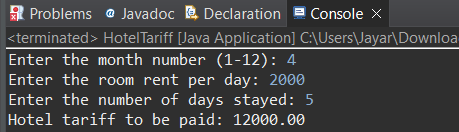 Problems @ Javadoc Declaration Console ×
<terminated> HotelTariff [Java Application] C:\Users\Jayar\Downloa
Enter the month number (1-12): 4
Enter the room rent per day: 2000
Enter the number of days stayed: 5
Hotel tariff to be paid: 12000.00